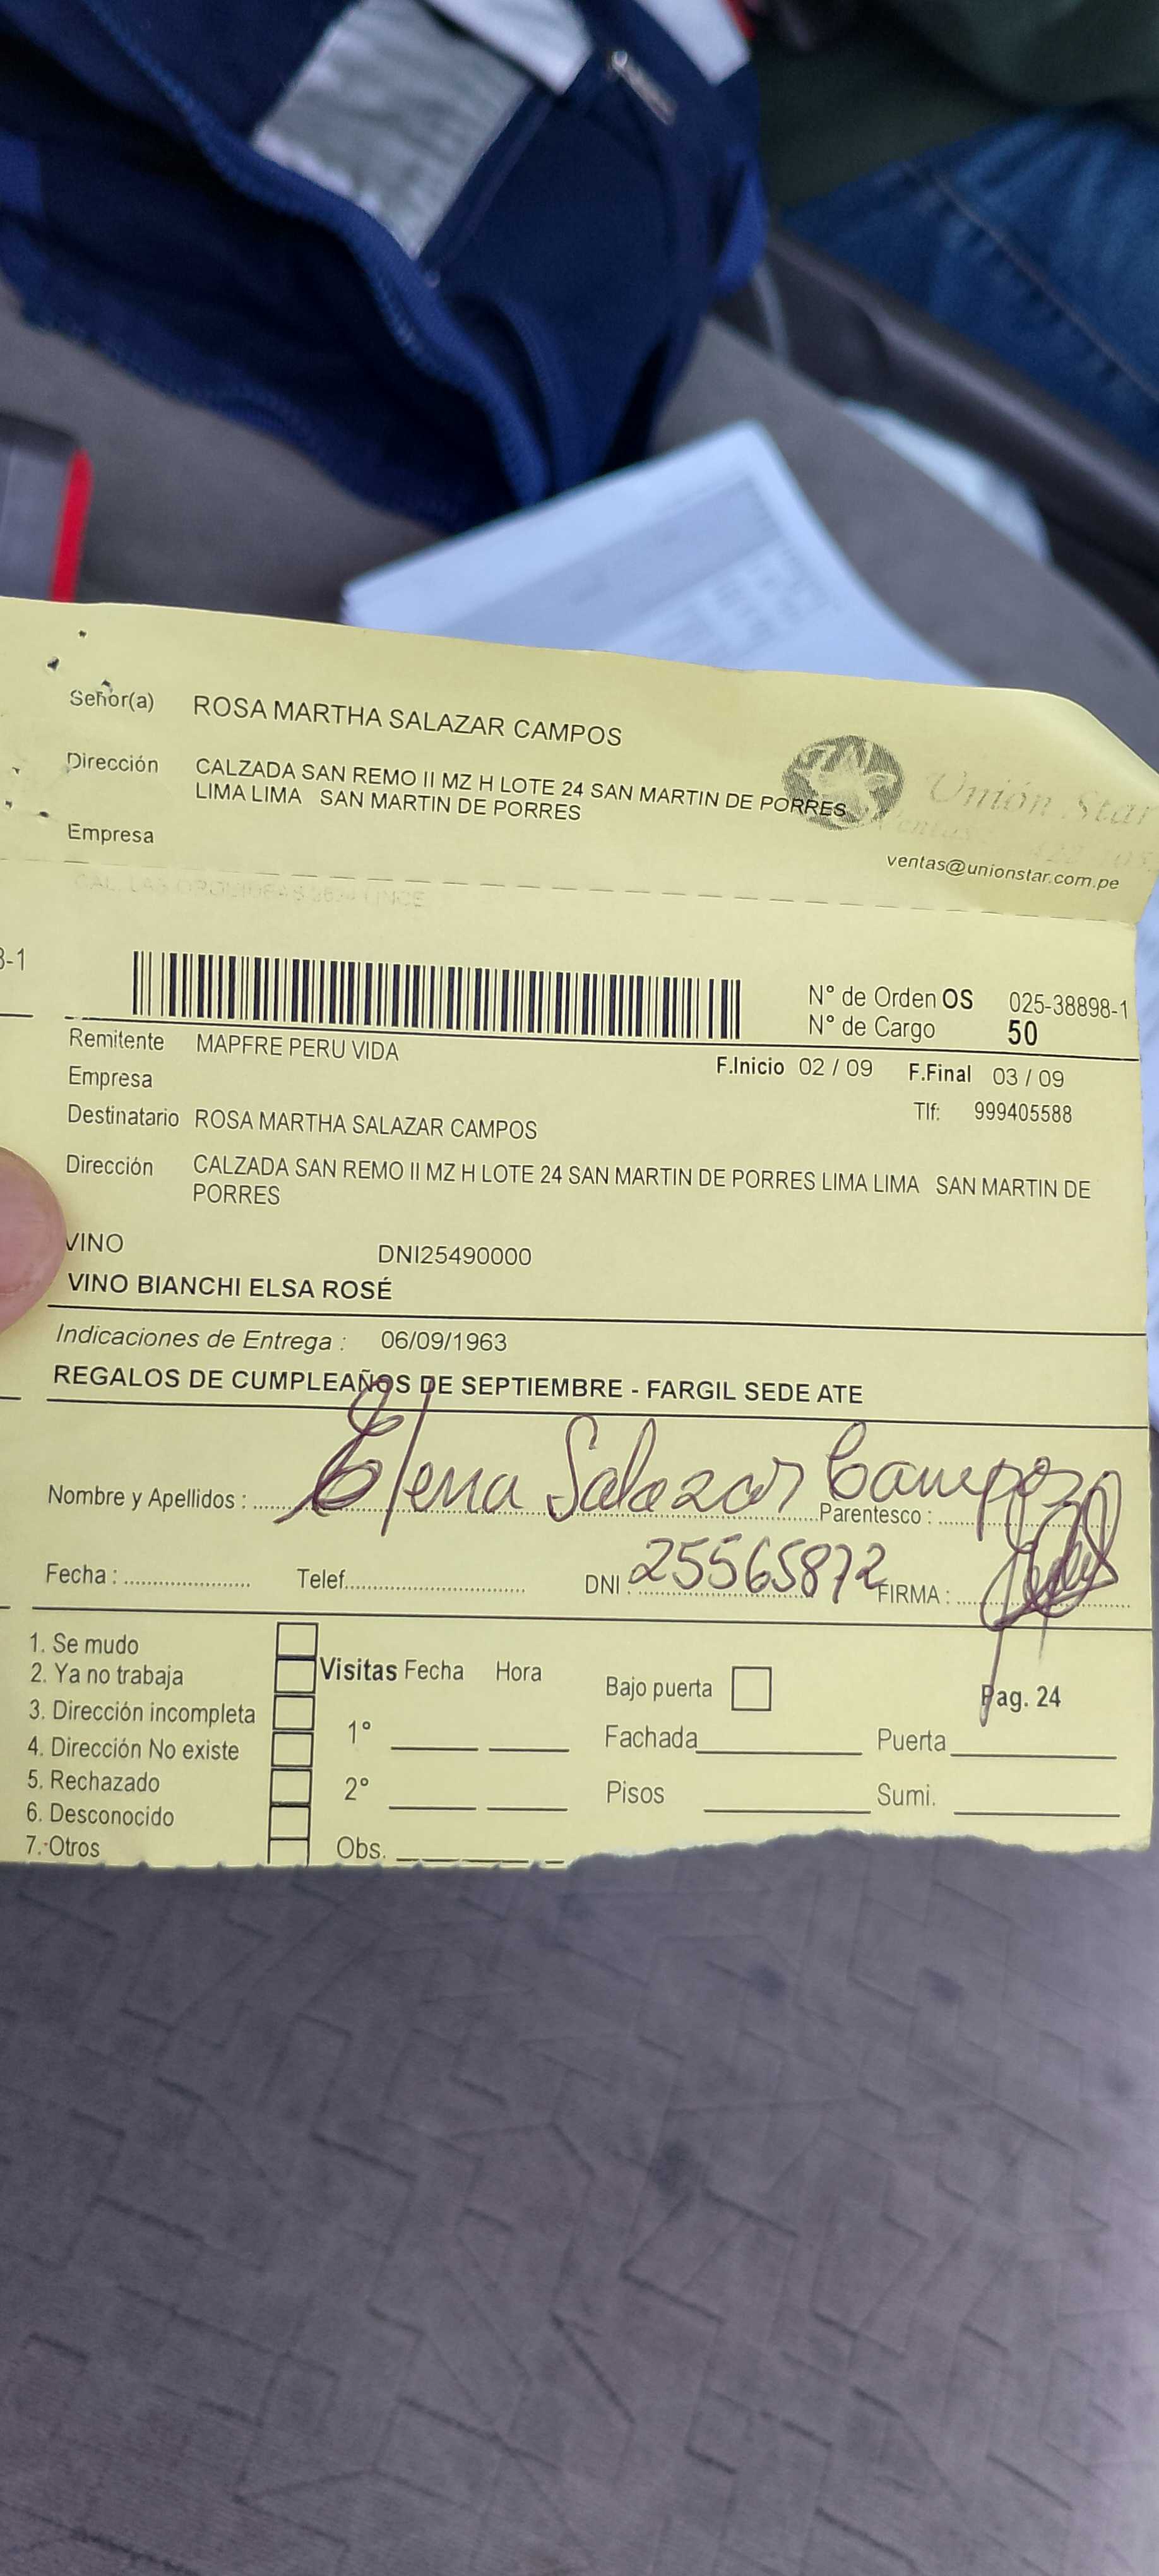 Señor(a) ROSA MARTHA SALAZAR CAMPOS
Dirección CALZADA SAN REMO II MZ H LOTE 24 SAN MARTIN DE PORRES
LIMA LIMA SAN MARTIN DE PORRES
Empresa
Unión Star
Ventas
ventas@unionstar.com.pe
CAL. LAS ORQUIDEAS LINCE
3-1
N° de Orden OS 025-38898-1
N° de Cargo 50
Remitente MAPFRE PERU VIDA
F.Inicio 02 / 09 F.Final 03 / 09
Empresa
Tlf: 999405588
Destinatario ROSA MARTHA SALAZAR CAMPOS
Dirección CALZADA SAN REMO II MZ H LOTE 24 SAN MARTIN DE PORRES LIMA LIMA SAN MARTIN DE
PORRES
VINO DNI25490000
VINO BIANCHI ELSA ROSÉ
Indicaciones de Entrega : 06/09/1963
REGALOS DE CUMPLEAÑOS DE SEPTIEMBRE - FARGIL SEDE ATE
Nombre y Apellidos : Elena Salazar Campos Parentesco :
Fecha : Telef. DNI : 25565872 FIRMA :
1. Se mudo
2. Ya no trabaja
3. Dirección incompleta
4. Dirección No existe
5. Rechazado
6. Desconocido
7. Otros
Visitas Fecha Hora
1°
2°
Obs.
Bajo puerta
Pag. 24
Fachada Puerta
Pisos Sumi.